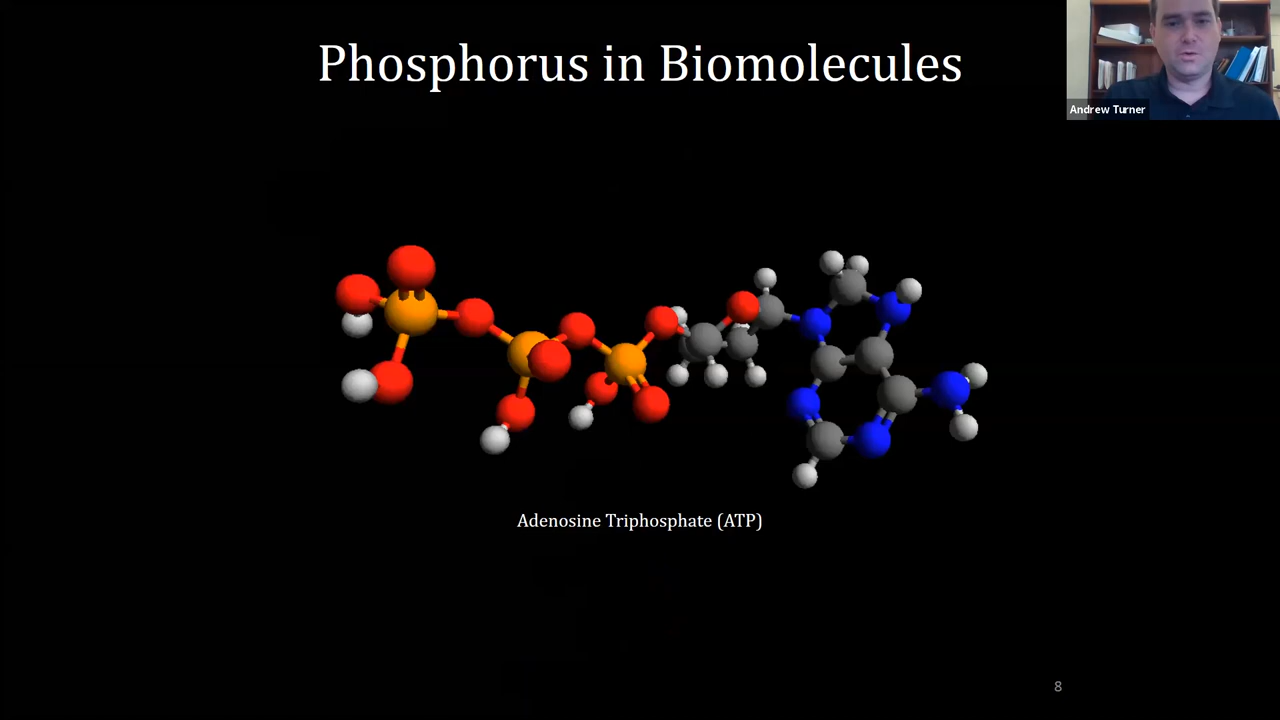 Phosphorus in Biomolecules
Andrew Turner
Adenosine Triphosphate (ATP)
8